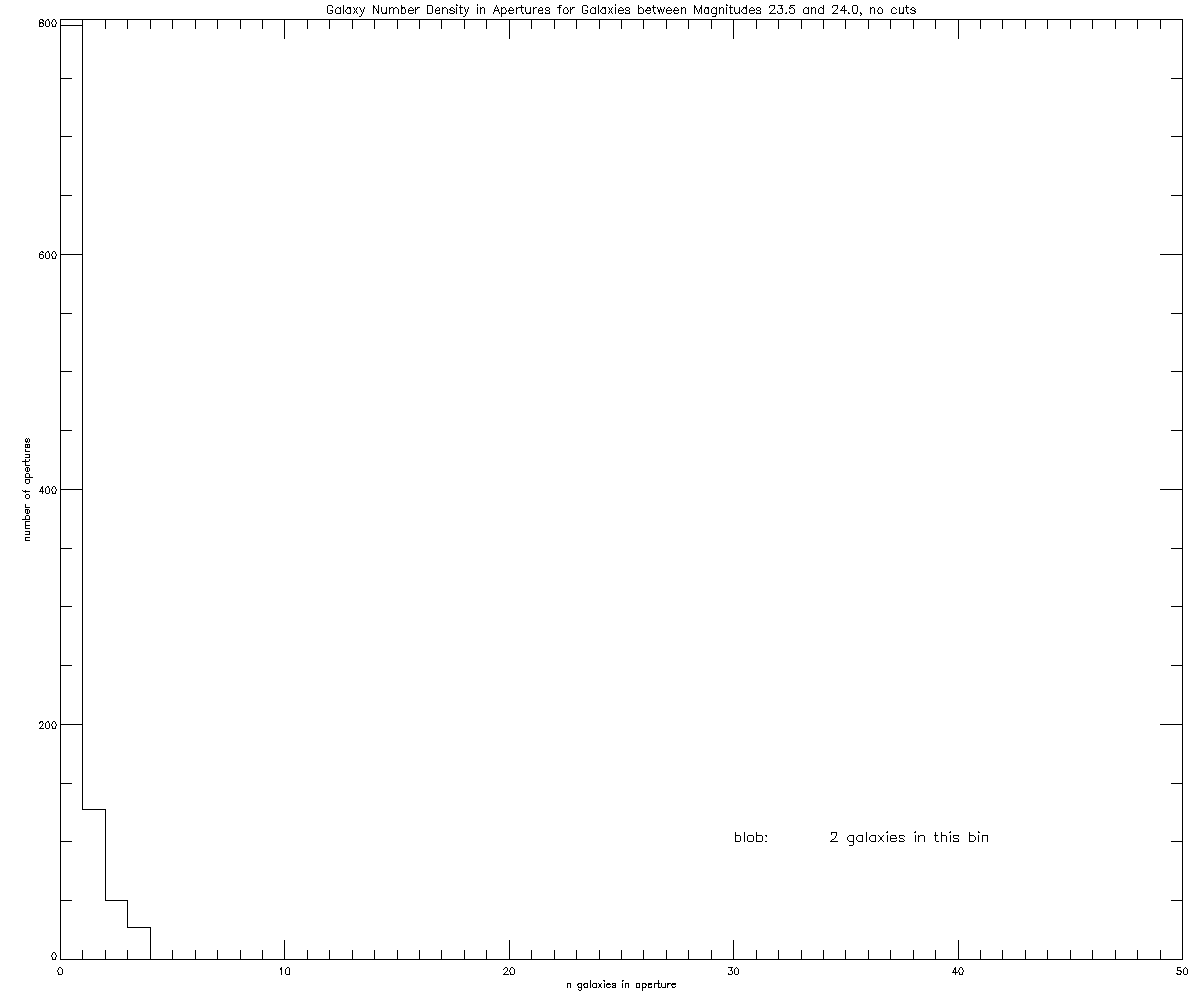 Galaxy Number Density in Apertures for Galaxies between Magnitudes 23.5 and 24.0, no cuts
800
600
400
200
0
number of apertures
blob: 2 galaxies in this bin
0 10 20 30 40 50
n galaxies in aperture